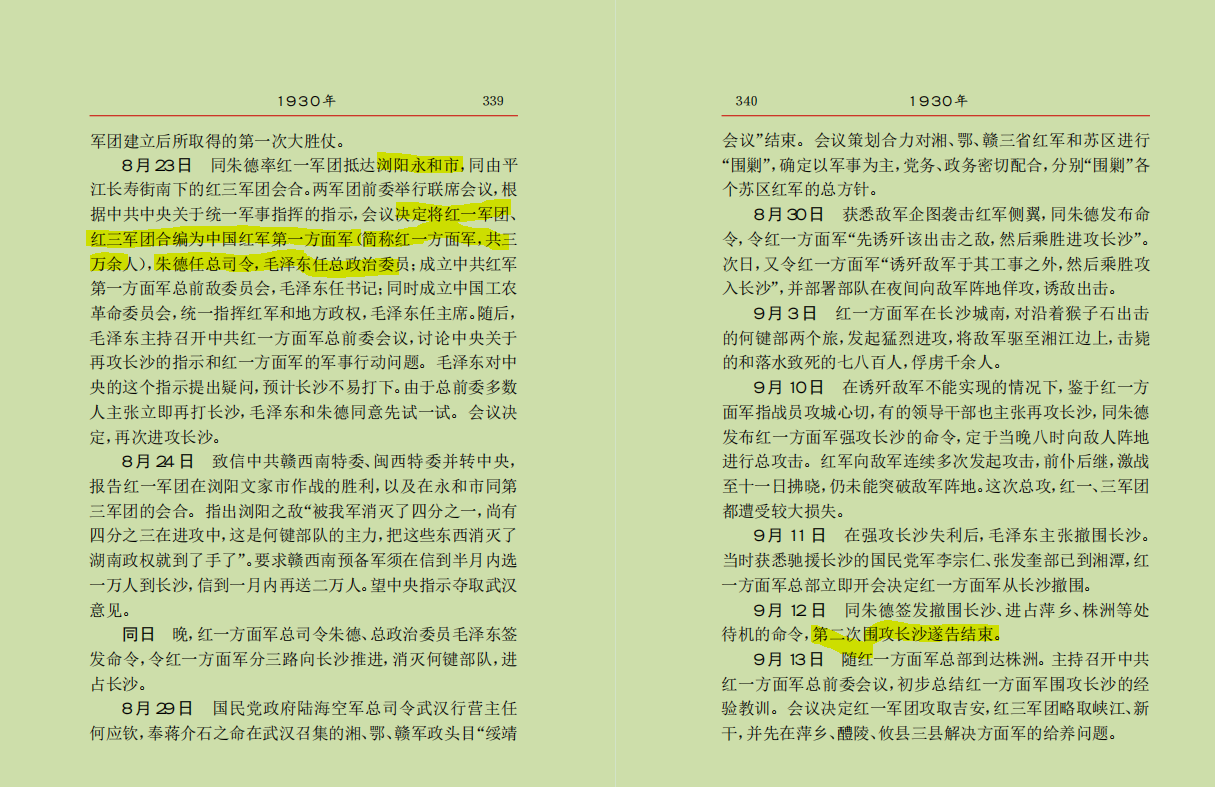 1930年 339
军团建立后所取得的第一次大胜仗。
8月23日 同朱德率红一军团抵达浏阳永和市,同由平
江长寿街南下的红三军团会合。两军团前委举行联席会议,根
据中共中央关于统一军事指挥的指示,会议决定将红一军团、
红三军团合编为中国红军第一方面军(简称红一方面军,共三
万余人),朱德任总司令,毛泽东任总政治委员;成立中共红军
第一方面军总前敌委员会,毛泽东任书记;同时成立中国工农
革命委员会,统一指挥红军和地方政权,毛泽东任主席。随后,
毛泽东主持召开中共红一方面军总前委会议,讨论中央关于
再攻长沙的指示和红一方面军的军事行动问题。毛泽东对中
央的这个指示提出疑问,预计长沙不易打下。由于总前委多数
人主张立即再打长沙,毛泽东和朱德同意先试一试。会议决
定,再次进攻长沙。
8月24日 致信中共赣西南特委、闽西特委并转中央,
报告红一军团在浏阳文家市作战的胜利,以及在永和市同第
三军团的会合。指出浏阳之敌“被我军消灭了四分之一,尚有
四分之三在进攻中,这是何键部队的主力,把这些东西消灭了
湖南政权就到了手了”。要求赣西南预备军须在信到半月内选
一万人到长沙,信到一月内再送二万人。望中央指示夺取武汉
意见。
同日 晚,红一方面军总司令朱德、总政治委员毛泽东签
发命令,令红一方面军分三路向长沙推进,消灭何键部队,进
占长沙。
8月29日 国民党政府陆海空军总司令武汉行营主任
何应钦,奉蒋介石之命在武汉召集的湘、鄂、赣军政头目“绥靖
340 1930年
会议”结束。会议策划合力对湘、鄂、赣三省红军和苏区进行
“围剿”,确定以军事为主,党务、政务密切配合,分别“围剿”各
个苏区红军的总方针。
8月30日 获悉敌军企图袭击红军侧翼,同朱德发布命
令,令红一方面军“先诱歼该出击之敌,然后乘胜进攻长沙”。
次日,又令红一方面军“诱歼敌军于其工事之外,然后乘胜攻
入长沙”,并部署部队在夜间向敌军阵地佯攻,诱敌出击。
9月3日 红一方面军在长沙城南,对沿着猴子石出击
的何键部两个旅,发起猛烈进攻,将敌军驱至湘江边上,击毙
的和落水致死的七八百人,俘虏千余人。
9月10日 在诱歼敌军不能实现的情况下,鉴于红一方
面军指战员攻城心切,有的领导干部也主张再攻长沙,同朱德
发布红一方面军强攻长沙的命令,定于当晚八时向敌人阵地
进行总攻击。红军向敌军连续多次发起攻击,前仆后继,激战
至十一日拂晓,仍未能突破敌军阵地。这次总攻,红一、三军团
都遭受较大损失。
9月11日 在强攻长沙失利后,毛泽东主张撤围长沙。
当时获悉驰援长沙的国民党军李宗仁、张发奎部已到湘潭,红
一方面军总部立即开会决定红一方面军从长沙撤围。
9月12日 同朱德签发撤围长沙、进占萍乡、株洲等处
待机的命令,第二次围攻长沙遂告结束。
9月13日 随红一方面军总部到达株洲。主持召开中共
红一方面军总前委会议,初步总结红一方面军围攻长沙的经
验教训。会议决定红一军团攻取吉安,红三军团略取峡江、新
干,并先在萍乡、醴陵、攸县三县解决方面军的给养问题。